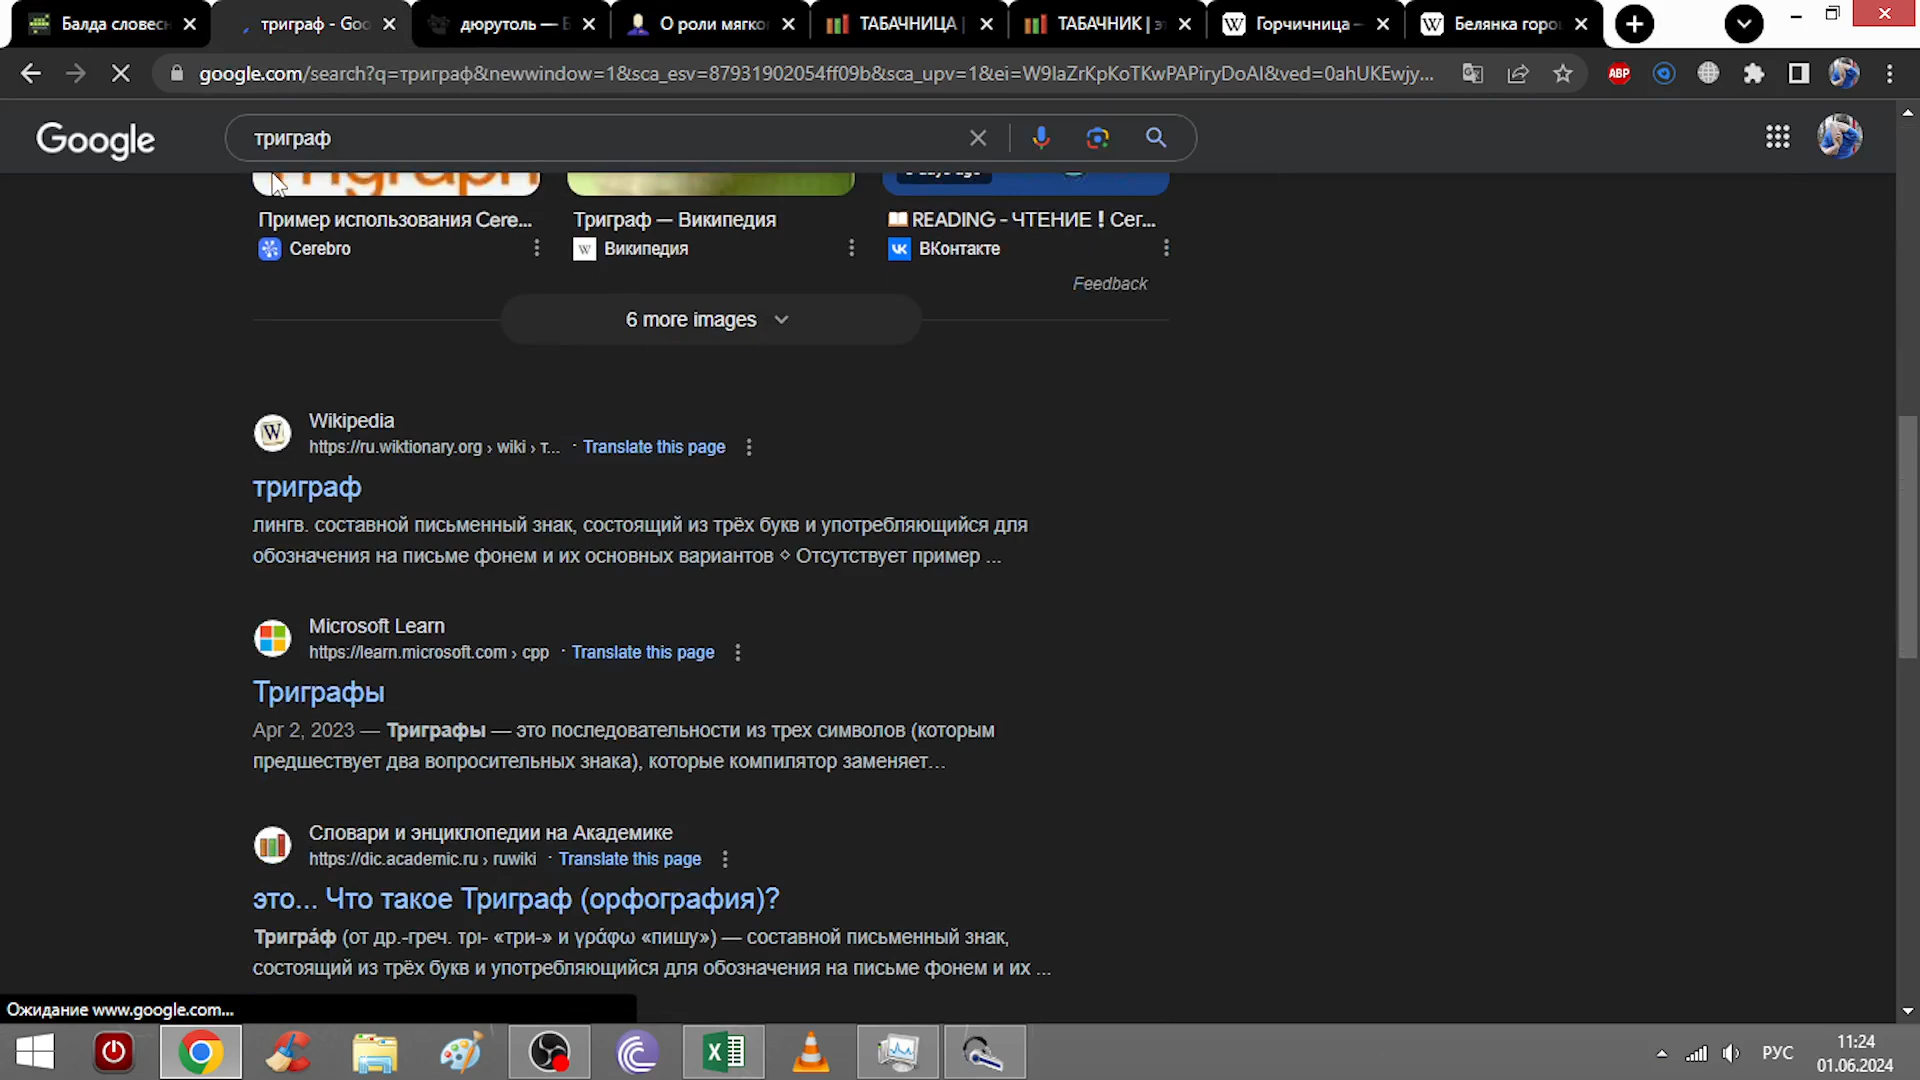 Балда словесн
триграф - Goo
дюрутоль —
О роли мягко
ТАБАЧНИЦА |
ТАБАЧНИК | э
Горчичница –
Белянка горо
google.com/search?q=триграф&newwindow=1&sca_esv=87931902054ff09b&sca_upv=1&ei=W9IaZrKpKoTKwPAPiryDoAI&ved=0ahUKEwjy...
ABP
Google
триграф
Пример использования Cere...
Триграф — Википедия
READING - ЧТЕНИЕ ! Сег...
Cerebro
W Википедия
ВКонтакте
Feedback
6 more images
W
Wikipedia
https://ru.wiktionary.org › wiki › т... · Translate this page
триграф
лингв. составной письменный знак, состоящий из трёх букв и употребляющийся для
обозначения на письме фонем и их основных вариантов ◇ Отсутствует пример ...
Microsoft Learn
https://learn.microsoft.com › cpp · Translate this page
Триграфы
Apr 2, 2023 — Триграфы — это последовательности из трех символов (которым
предшествует два вопросительных знака), которые компилятор заменяет...
Словари и энциклопедии на Академике
https://dic.academic.ru › ruwiki · Translate this page
это... Что такое Триграф (орфография)?
Тригра́ф (от др.-греч. τρι- «три-» и γράφω «пишу») — составной письменный знак,
состоящий из трёх букв и употребляющийся для обозначения на письме фонем и их ...
Ожидание www.google.com...
РУС
11:24
01.06.2024